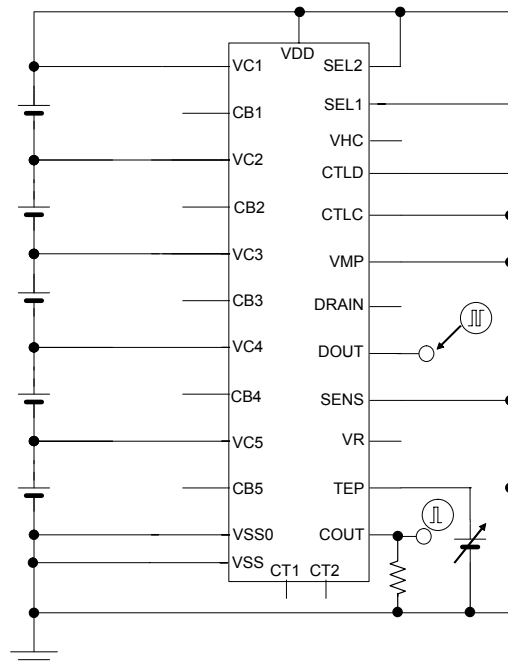 VDD
VC1
SEL2
CB1
SEL1
VHC
VC2
CTLD
CB2
CTLC
VC3
VMP
CB3
DRAIN
VC4
DOUT
CB4
SENS
VC5
VR
CB5
TEP
VSS0
COUT
VSS
CT1 CT2